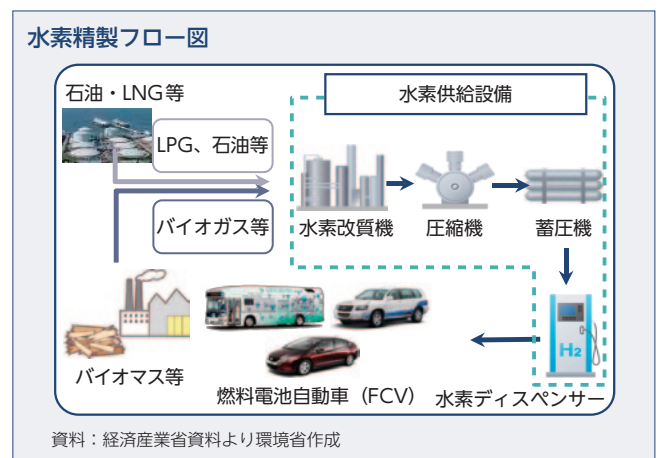 水素精製フロー図
石油・LNG等
水素供給設備
LPG、石油等
バイオガス等
水素改質機
圧縮機
蓄圧機
H2
バイオマス等
燃料電池自動車（FCV）
水素ディスペンサー
資料：経済産業省資料より環境省作成